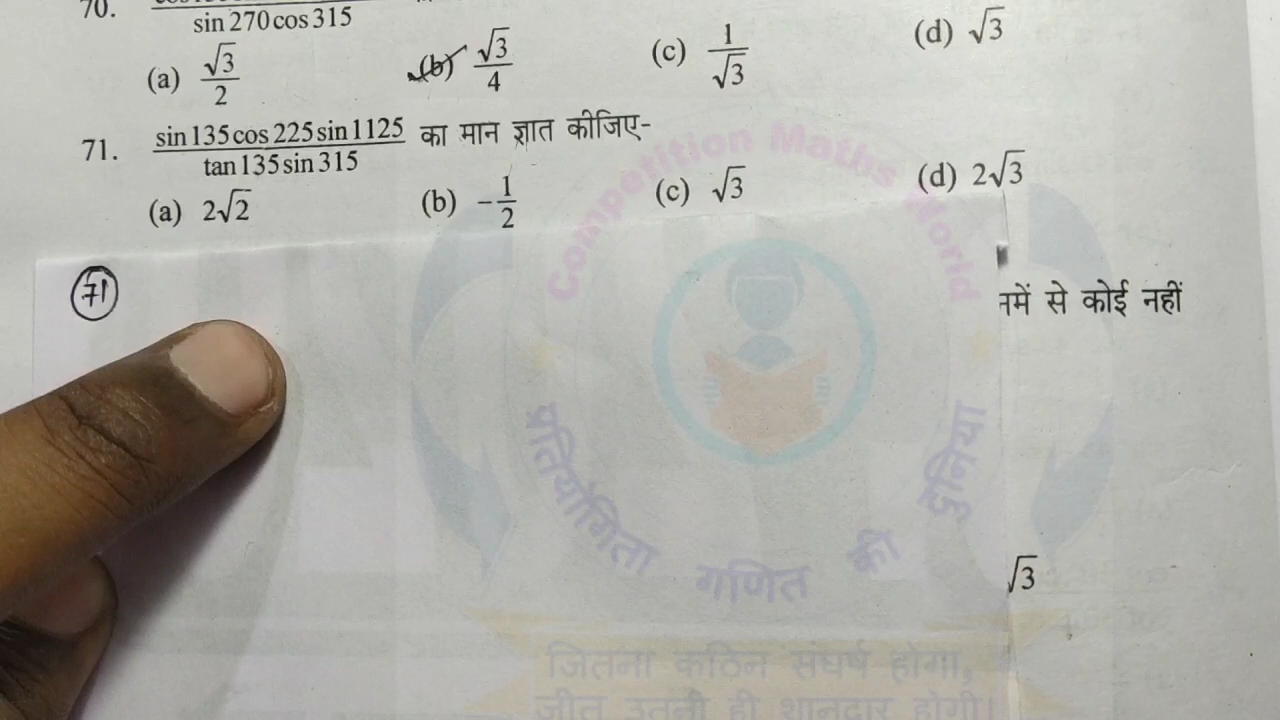 70.
sin 270 cos 315
(a) √3/2 (b) √3/4 (c) 1/√3 (d) √3
71. sin 135 cos 225 sin 1125 / tan 135 sin 315 का मान ज्ञात कीजिए-
(a) 2√2 (b) -1/2 (c) √3 (d) 2√3
71
Competition Maths World
नमें से कोई नहीं
प्रतियोगिता गणित की दुनिया
√3
जितना कठिन संघर्ष होगा,
जीत उतनी ही शानदार होगी।